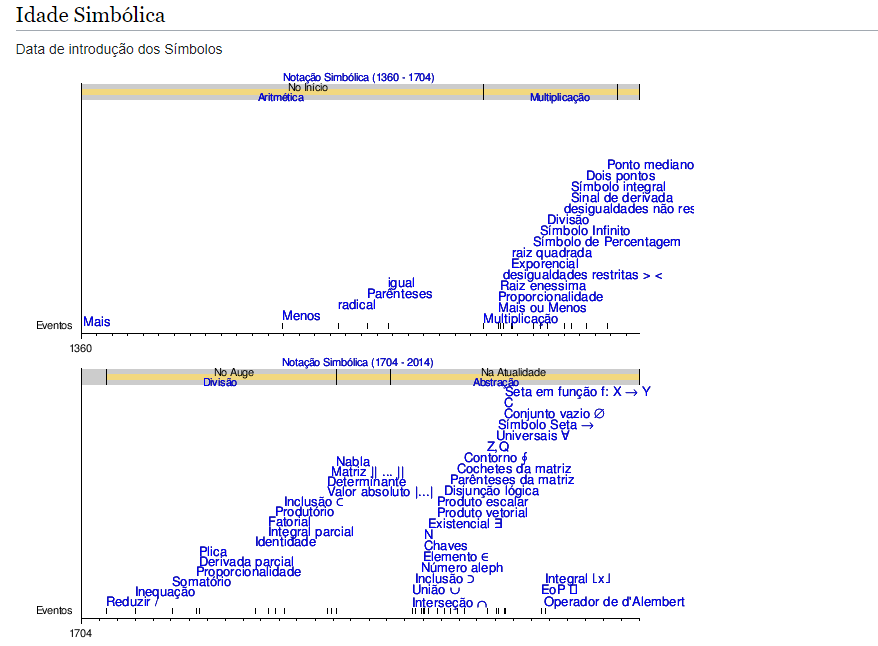 Idade Simbólica
Data de introdução dos Símbolos
Notação Simbólica (1360 - 1704)
No Início
Aritmética
Multiplicação
Ponto mediano
Dois pontos
Símbolo integral
Sinal de derivada
desigualdades não res
Divisão
Símbolo Infinito
Símbolo de Percentagem
raiz quadrada
Exporencial
desigualdades restritas > <
igual
Raiz enessima
Parênteses
Proporcionalidade
radical
Mais ou Menos
Menos
Multiplicação
Mais
Eventos
1360
Notação Simbólica (1704 - 2014)
No Auge
Na Atualidade
Divisão
Abstração
Seta em função f: X → Y
C
Conjunto vazio ∅
Símbolo Seta →
Universais ∀
Z,Q
Contorno ∮
Nabla
Cochetes da matriz
Matriz || ... ||
Parênteses da matriz
Determinante
Disjunção lógica
Valor absoluto |...|
Produto escalar
Inclusão ⊂
Produto vetorial
Produtório
Existencial ∃
Fatorial
Integral parcial
N
Identidade
Chaves
Plica
Elemento ∈
Derivada parcial
Número aleph
Proporcionalidade
Inclusão ⊃
Integral ⌊x⌋
Somatório
União ∪
EoP
Inequação
Interseção ∩
Operador de d'Alembert
Reduzir /
Eventos
1704